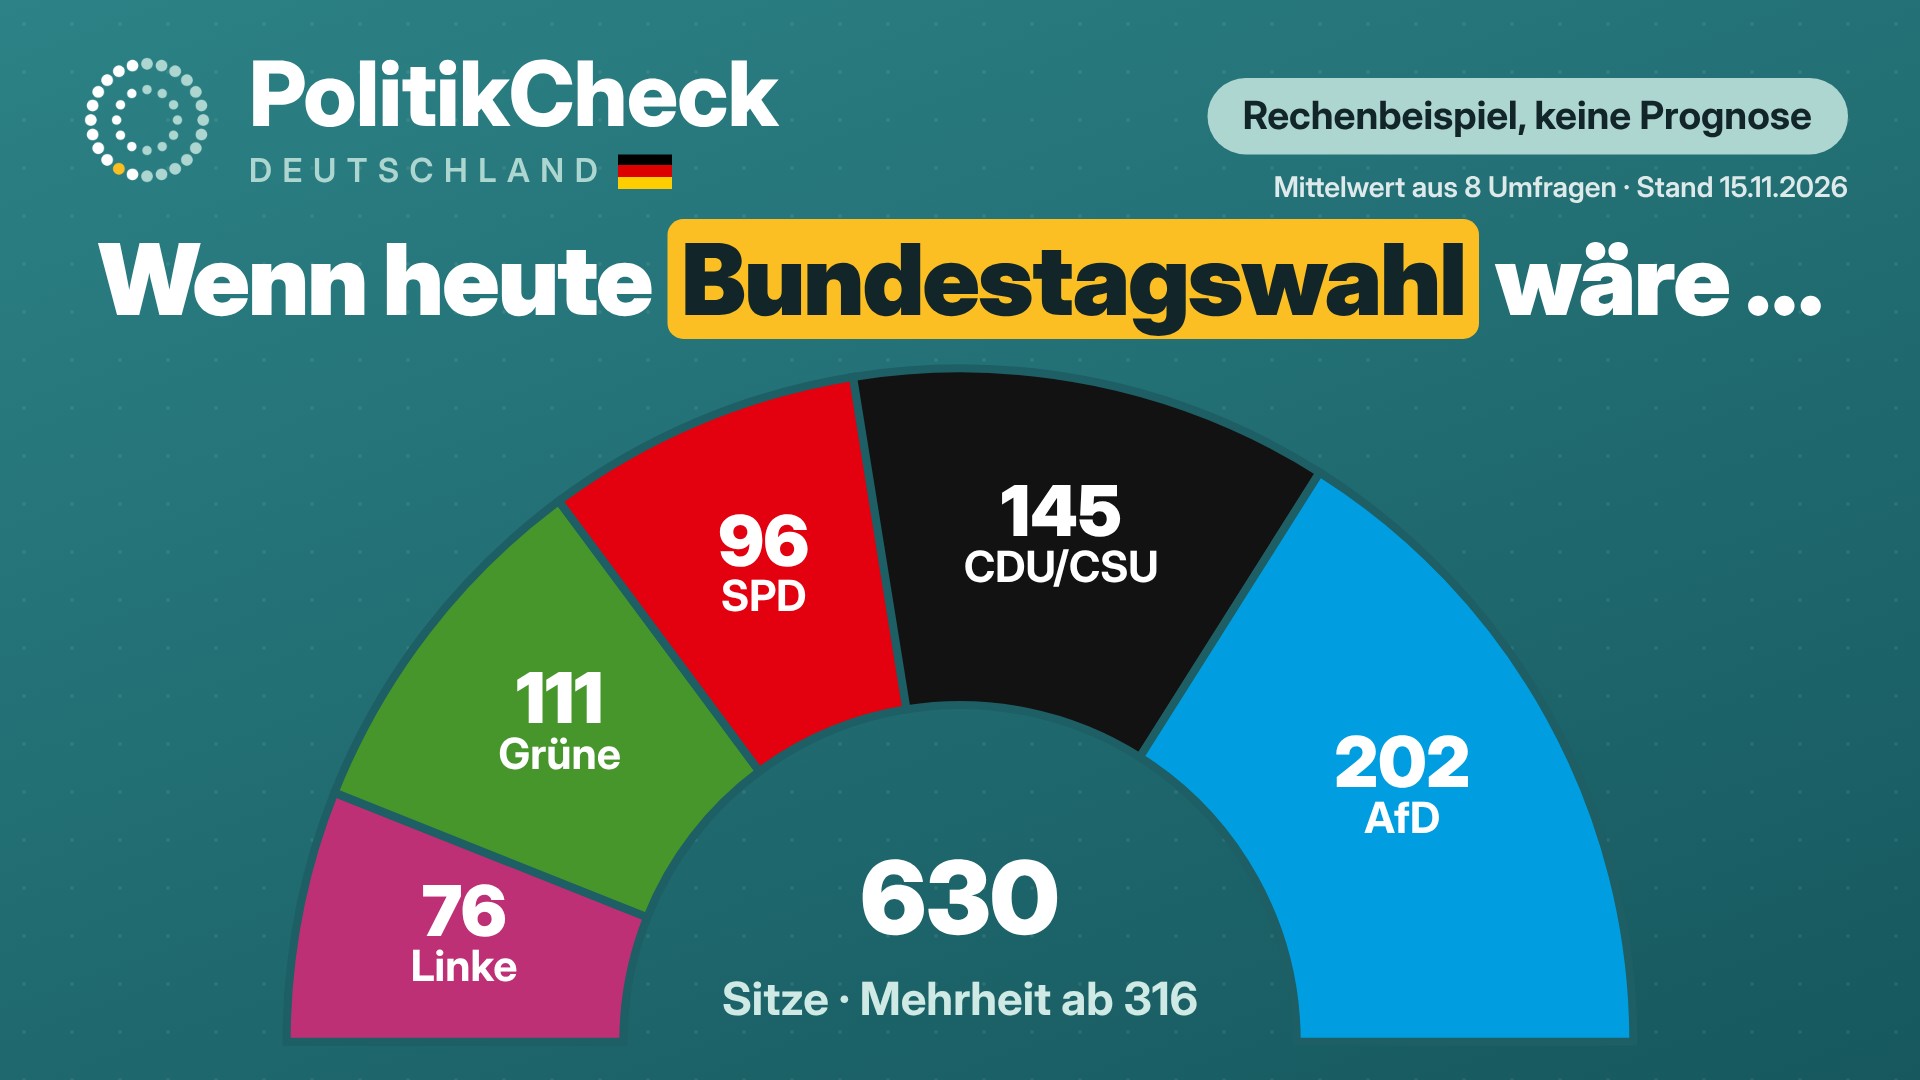 PolitikCheck
DEUTSCHLAND
Rechenbeispiel, keine Prognose
Mittelwert aus 8 Umfragen · Stand 15.11.2026
Wenn heute Bundestagswahl wäre ...
145
CDU/CSU
96
SPD
111
Grüne
202
AfD
76
Linke
630
Sitze · Mehrheit ab 316